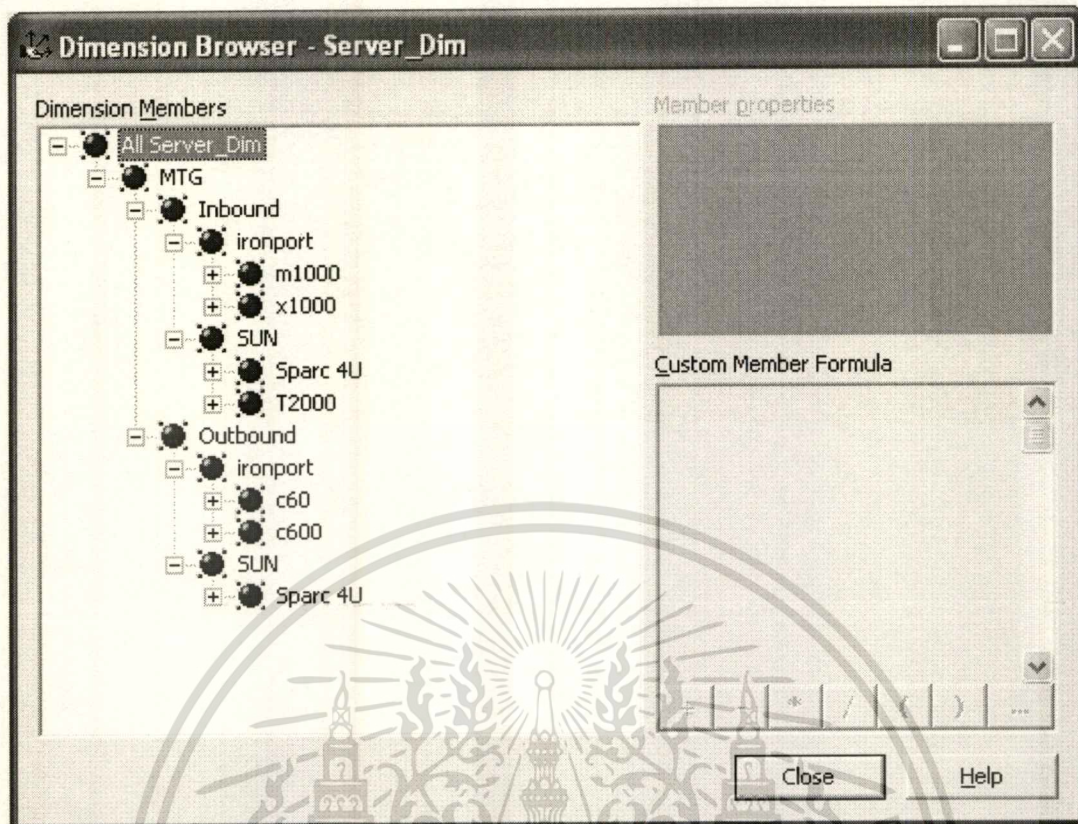 Dimension Browser - Server_Dim
Dimension Members
All Server_Dim
MTG
Inbound
ironport
m1000
x1000
SUN
Sparc 4U
T2000
Outbound
ironport
c60
c600
SUN
Sparc 4U
Member properties
Custom Member Formula
+ - * / ( ) ...
Close
Help